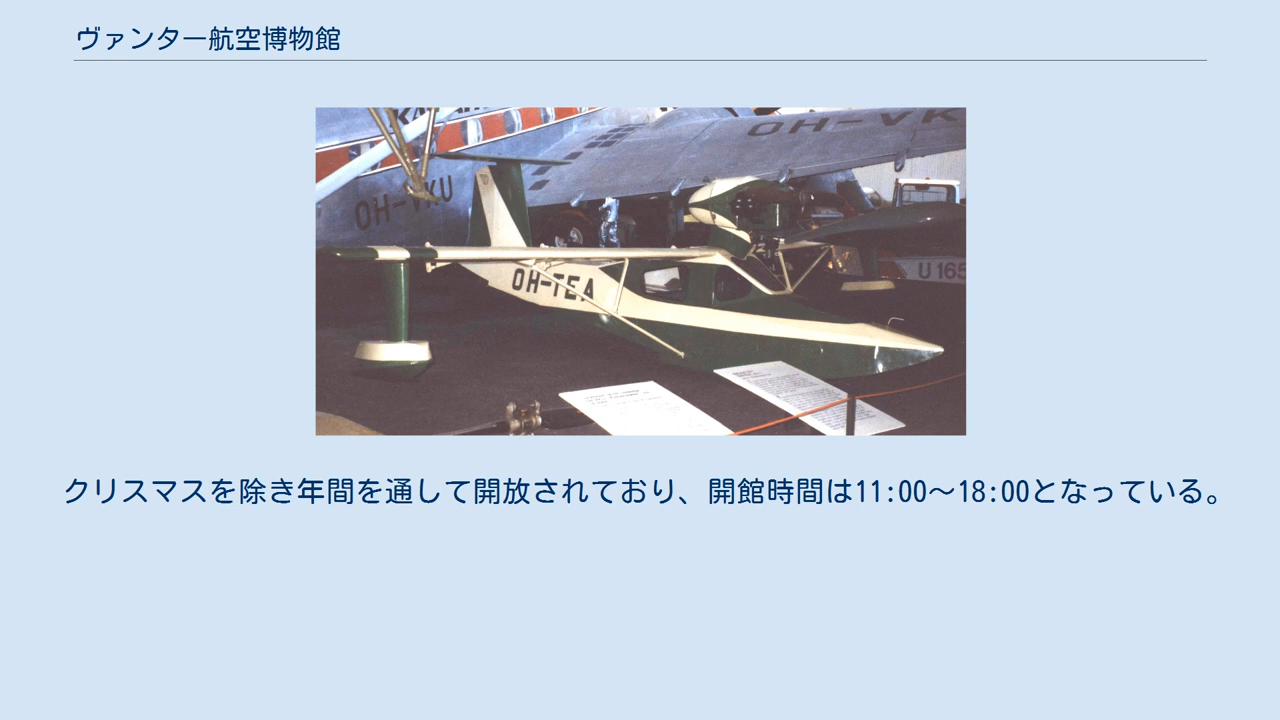 ヴァンター航空博物館
OH-VK
OH-VKU
OH-TEA
U 165
クリスマスを除き年間を通して開放されており、開館時間は11:00～18:00となっている。